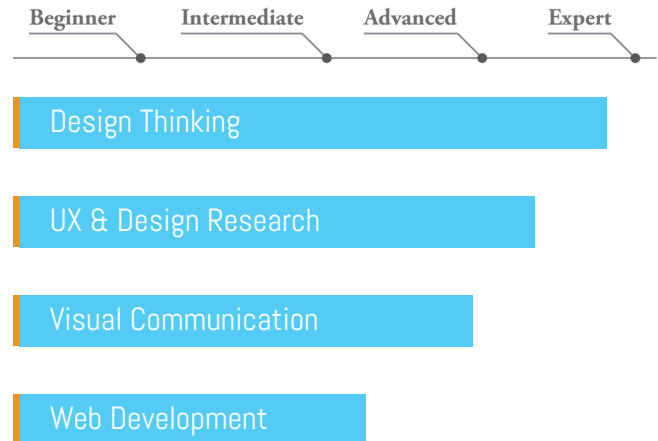 Beginner Intermediate Advanced Expert
Design Thinking
UX & Design Research
Visual Communication
Web Development